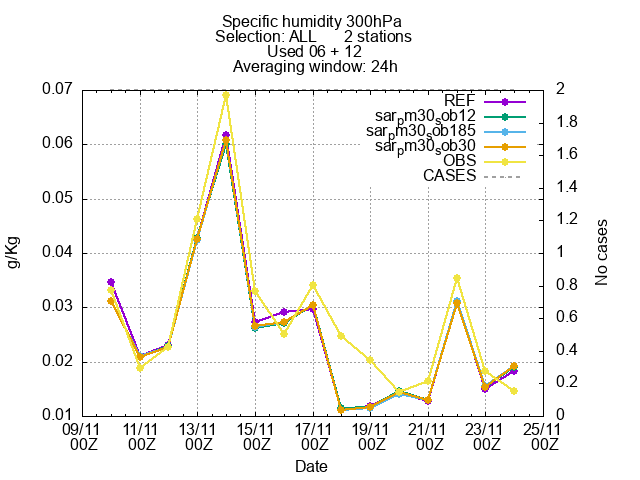 Specific humidity 300hPa
Selection: ALL 2 stations
Used 06 + 12
Averaging window: 24h
0.07
0.06
0.05
0.04
0.03
0.02
0.01
g/Kg
REF
sarpm30sob12
sarpm30sob185
sarpm30sob30
OBS
CASES
2
1.8
1.6
1.4
1.2
1
0.8
0.6
0.4
0.2
0
No cases
09/11 11/11 13/11 15/11 17/11 19/11 21/11 23/11 25/11
00Z 00Z 00Z 00Z 00Z 00Z 00Z 00Z 00Z
Date